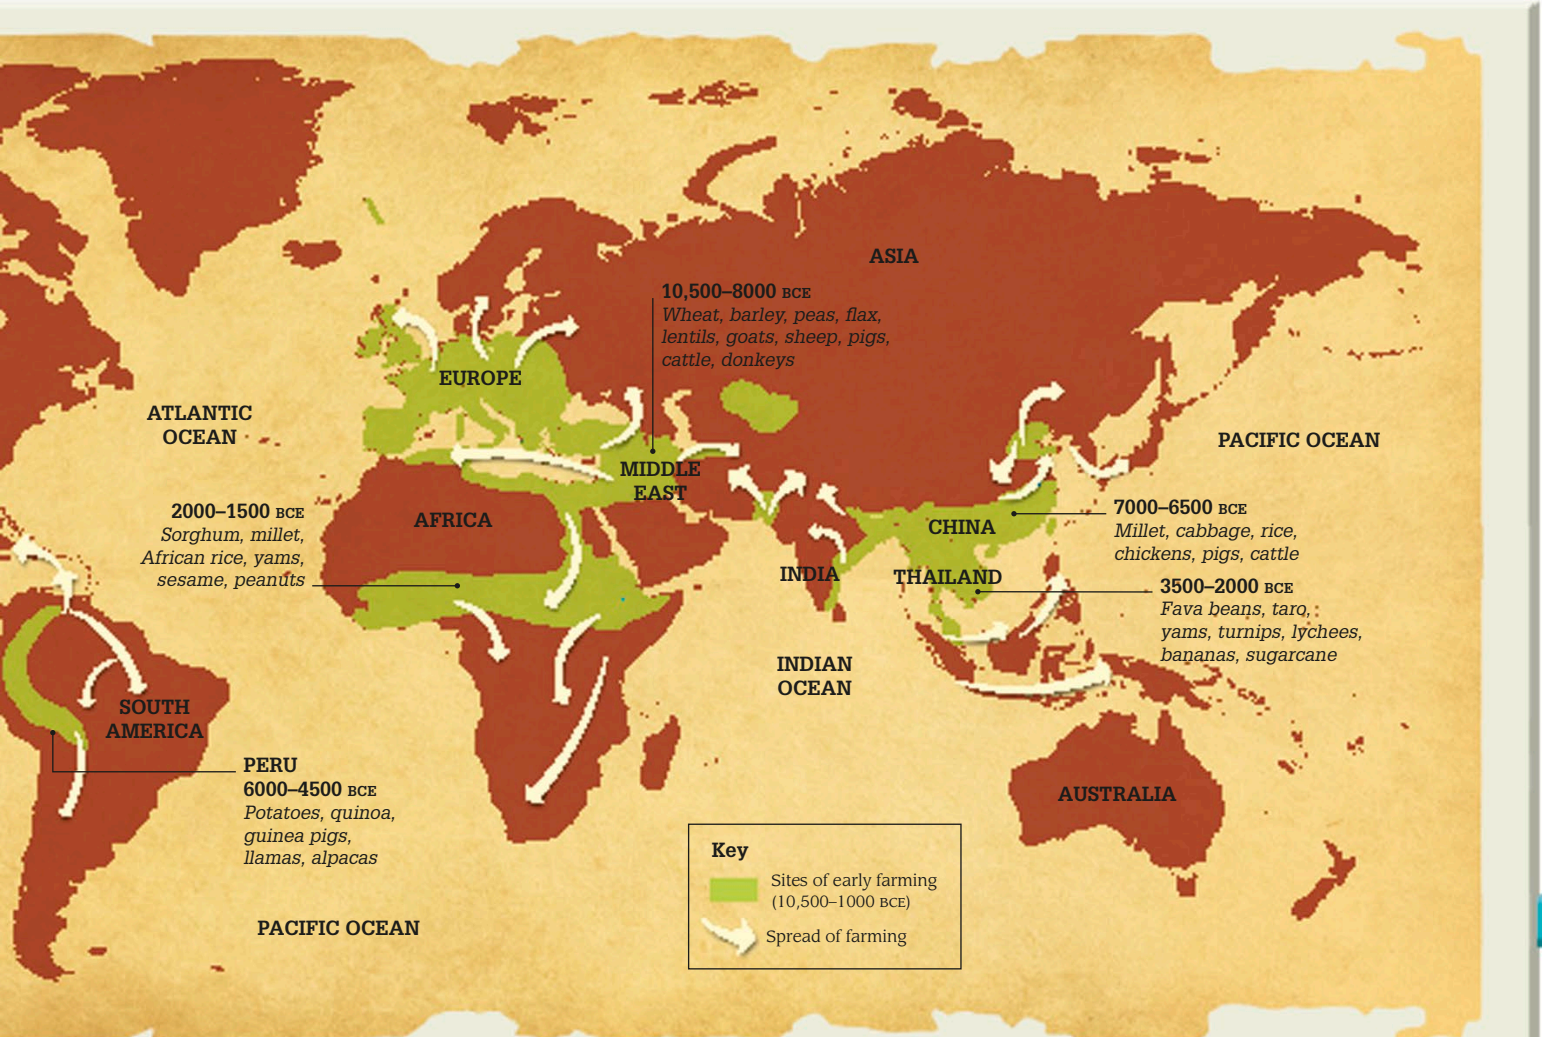 ASIA
10,500–8000 BCE
Wheat, barley, peas, flax,
lentils, goats, sheep, pigs,
cattle, donkeys
EUROPE
ATLANTIC
OCEAN
PACIFIC OCEAN
MIDDLE
EAST
2000–1500 BCE
Sorghum, millet,
African rice, yams,
sesame, peanuts
AFRICA
CHINA
7000–6500 BCE
Millet, cabbage, rice,
chickens, pigs, cattle
INDIA
THAILAND
3500–2000 BCE
Fava beans, taro,
yams, turnips, lychees,
bananas, sugarcane
INDIAN
OCEAN
SOUTH
AMERICA
PERU
6000–4500 BCE
Potatoes, quinoa,
guinea pigs,
llamas, alpacas
AUSTRALIA
PACIFIC OCEAN
Key
Sites of early farming
(10,500–1000 BCE)
Spread of farming